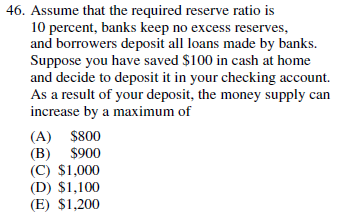 46. Assume that the required reserve ratio is
10 percent, banks keep no excess reserves,
and borrowers deposit all loans made by banks.
Suppose you have saved $100 in cash at home
and decide to deposit it in your checking account.
As a result of your deposit, the money supply can
increase by a maximum of
(A) $800
(B) $900
(C) $1,000
(D) $1,100
(E) $1,200